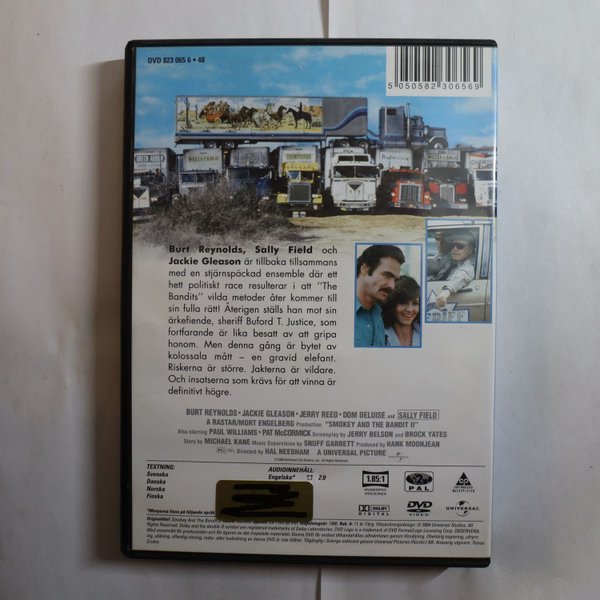 DVD 823 065 6 • 48
5 050582 306569
WELLS CARGO
Burt Reynolds, Sally Field och
Jackie Gleason är tillbaka tillsammans
med en stjärnspäckad ensemble där ett
hett politiskt race resulterar i att "The
Bandits" vilda metoder åter kommer till
sin fulla rätt! Återigen ställs han mot sin
ärkefiende, sheriff Buford T. Justice, som
fortfarande är lika besatt av att gripa
honom. Men denna gång är bytet av
kolossala mått – en gravid elefant.
Riskerna är större. Jakterna är vildare.
Och insatserna som krävs för att vinna är
definitivt högre.
BURT REYNOLDS • JACKIE GLEASON • JERRY REED • DOM DELUISE and SALLY FIELD
A RASTAR/MORT ENGELBERG Production "SMOKEY AND THE BANDIT II"
Also starring PAUL WILLIAMS • PAT McCORMICK Screenplay by JERRY BELSON and BROCK YATES
Story by MICHAEL KANE Music Supervision by SNUFF GARRETT Produced by HANK MOONJEAN
Directed by HAL NEEDHAM A UNIVERSAL PICTURE
TEXTNING:
Svenska
Danska
Norska
Finska
AUDIOINNEHÅLL:
Engelska* 2.0
1.85:1
PAL
DOLBY DIGITAL
DVD VIDEO
UNIVERSAL